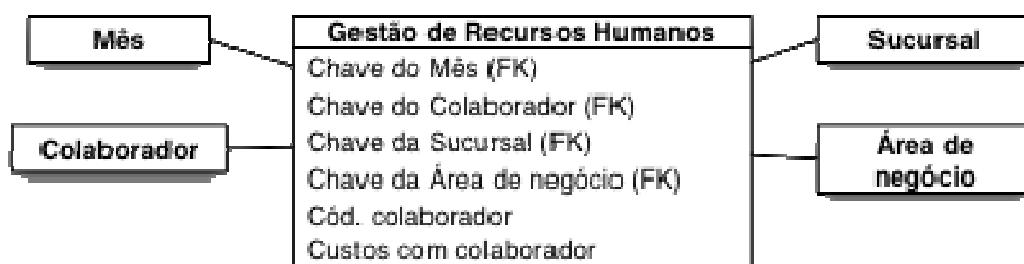 Mês
Gestão de Recursos Humanos
Sucursal
Chave do Mês (FK)
Chave do Colaborador (FK)
Colaborador
Chave da Sucursal (FK)
Área de
negócio
Chave da Área de negócio (FK)
Cód. colaborador
Custos com colaborador